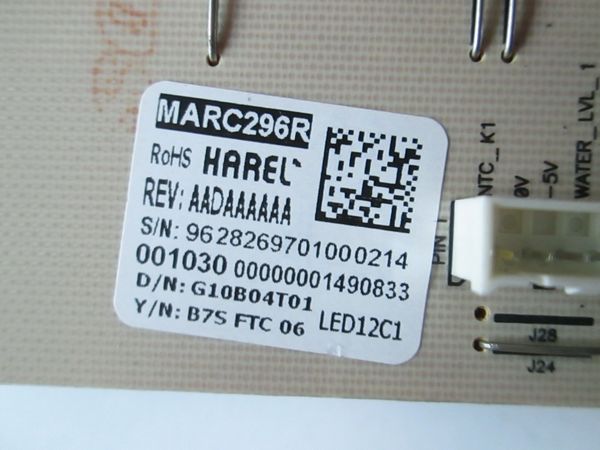 MARC296R
RoHS HAREL
REV: AADAAAAAA
S/N: 9628269701000214
001030 00000001490833
D/N: G10B04T01
Y/N: B7S FTC 06 LED12C1
NTC_K1
0V
-5V
WATER_LVL_1
PIN 1
J28
J24